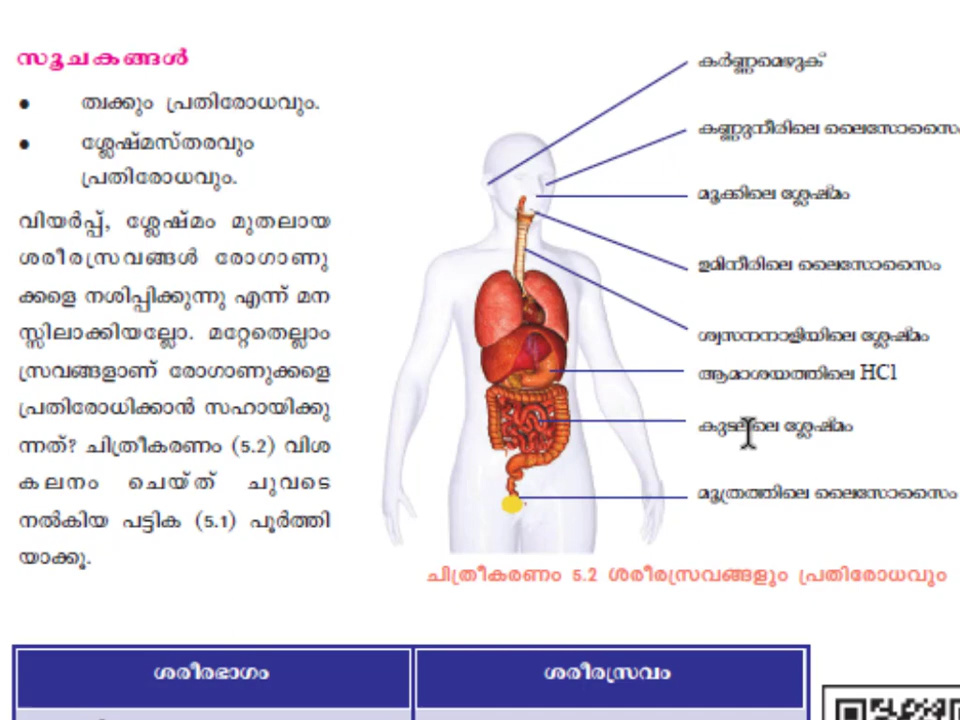 സൂചകങ്ങൾ
• ത്വക്കും പ്രതിരോധവും.
• ശ്ലേഷ്മസ്തരവും
പ്രതിരോധവും.
വിയർപ്പ്, ശ്ലേഷ്മം മുതലായ
ശരീരസ്രവങ്ങൾ രോഗാണു
ക്കളെ നശിപ്പിക്കുന്നു എന്ന് മന
സ്സിലാക്കിയല്ലോ. മറ്റേതെല്ലാം
സ്രവങ്ങളാണ് രോഗാണുക്കളെ
പ്രതിരോധിക്കാൻ സഹായിക്കു
ന്നത്? ചിത്രീകരണം (5.2) വിശ
കലനം ചെയ്ത് ചുവടെ
നൽകിയ പട്ടിക (5.1) പൂർത്തി
യാക്കൂ.
കർണ്ണമെഴുക്
കണ്ണുനീരിലെ ലൈസോസൈം
മൂക്കിലെ ശ്ലേഷ്മം
ഉമിനീരിലെ ലൈസോസൈം
ശ്വസനനാളിയിലെ ശ്ലേഷ്മം
ആമാശയത്തിലെ HCl
കുടലിലെ ശ്ലേഷ്മം
മൂത്രത്തിലെ ലൈസോസൈം
ചിത്രീകരണം 5.2 ശരീരസ്രവങ്ങളും പ്രതിരോധവും
ശരീരഭാഗം
ശരീരസ്രവം